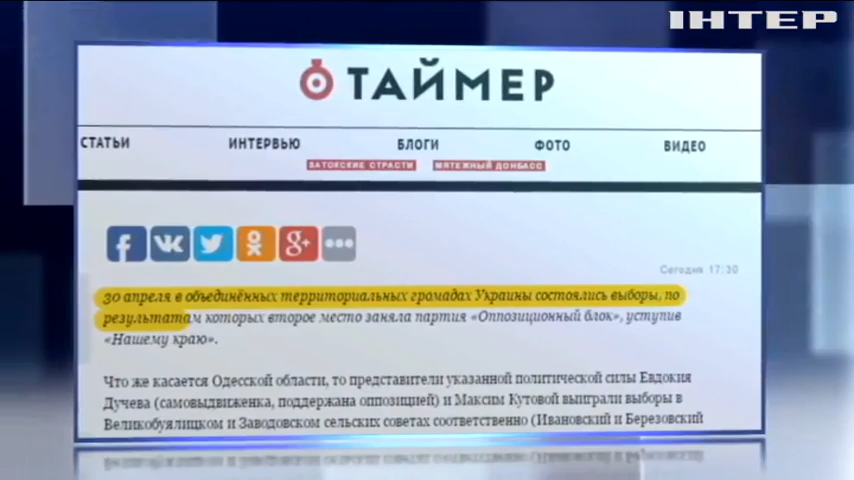 ІНТЕР
ТАЙМЕР
СТАТЬИ ИНТЕРВЬЮ БЛОГИ ФОТО ВИДЕО
ЗАТОКСКИЕ СТРАСТИ МЯТЕЖНЫЙ ДОНБАСС
Сегодня 17:30
30 апреля в объединённых территориальных громадах Украины состоялись выборы, по
результатам которых второе место заняла партия «Оппозиционный блок», уступив
«Нашему краю».
Что же касается Одесской области, то представители указанной политической силы Евдокия
Дучева (самовыдвиженка, поддержана оппозицией) и Максим Кутовой выиграли выборы в
Великобуялицком и Заводовском сельских советах соответственно (Ивановский и Березовский